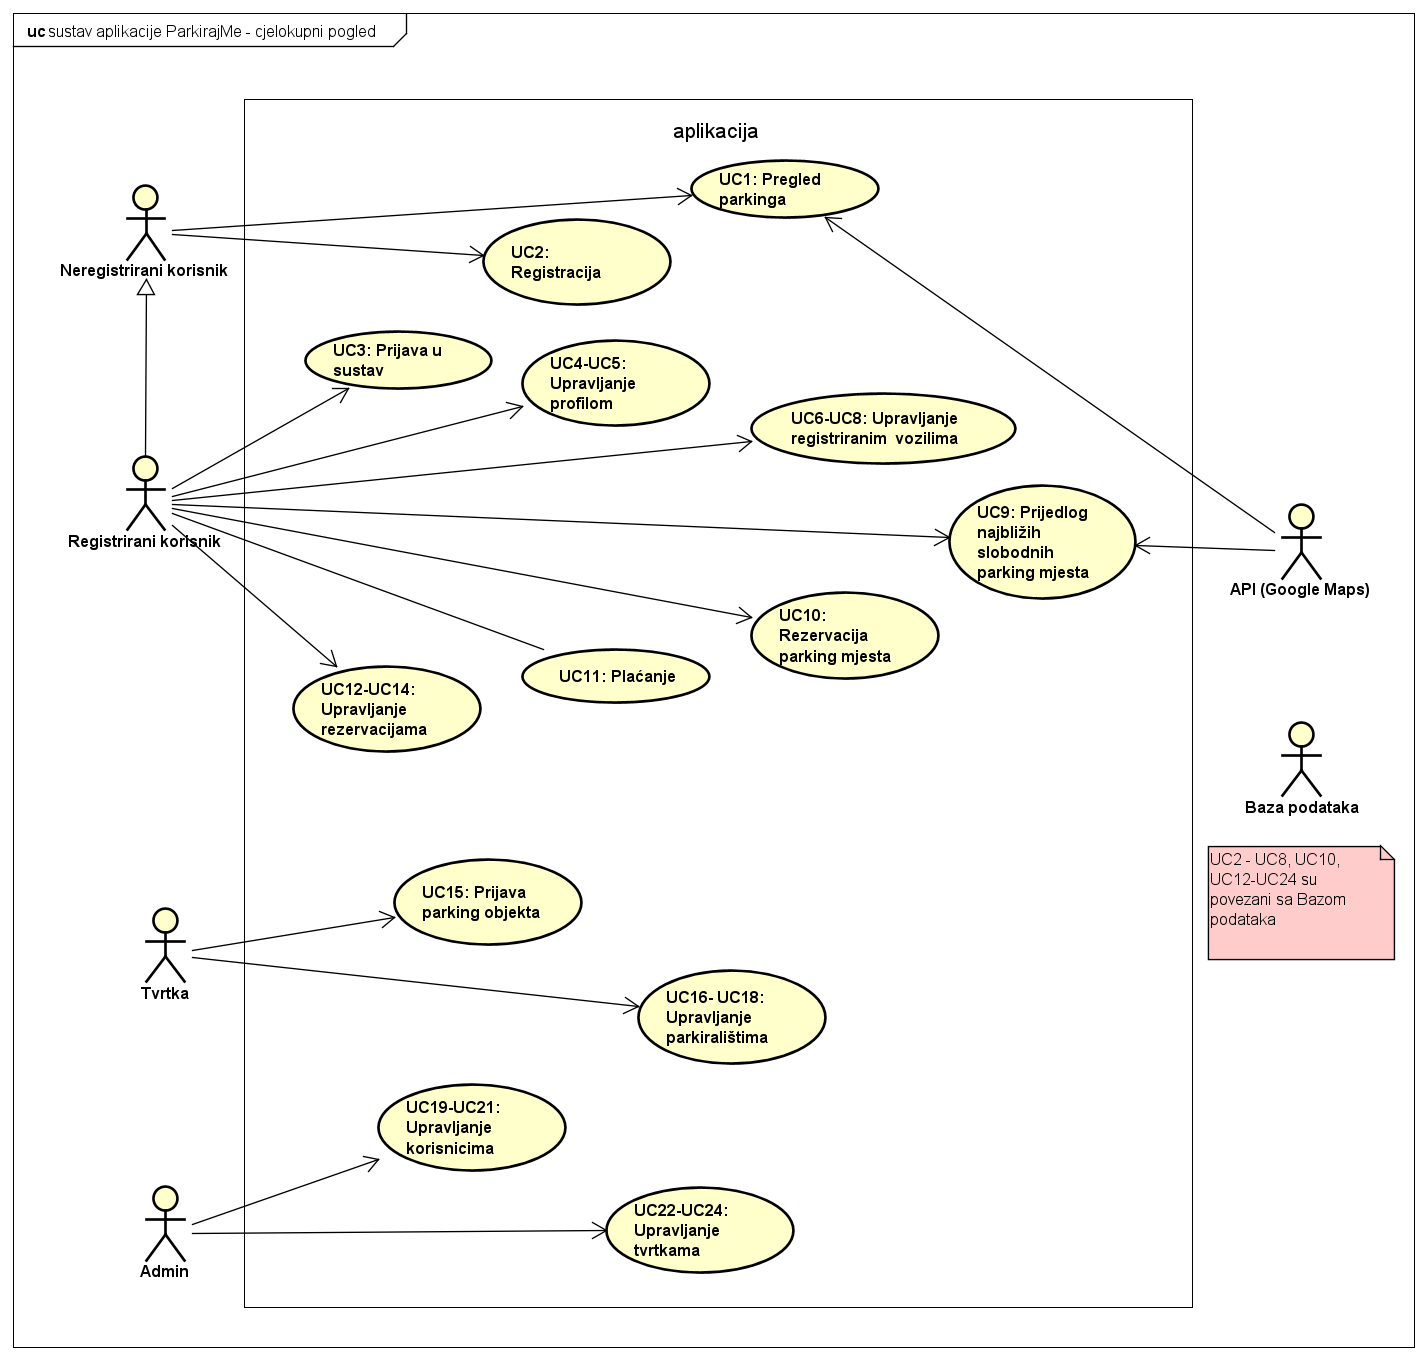 uc sustav aplikacije ParkirajMe - cjelokupni pogled
aplikacija
UC1: Pregled
parkinga
UC2:
Registracija
Neregistrirani korisnik
UC3: Prijava u
sustav
UC4-UC5:
Upravljanje
profilom
UC6-UC8: Upravljanje
registriranim  vozilima
Registrirani korisnik
UC9: Prijedlog
najbližih
slobodnih
parking mjesta
API (Google Maps)
UC10:
Rezervacija
parking mjesta
UC11: Plaćanje
UC12-UC14:
Upravljanje
rezervacijama
Baza podataka
UC2 - UC8, UC10,
UC12-UC24 su
povezani sa Bazom
podataka
UC15: Prijava
parking objekta
Tvrtka
UC16- UC18:
Upravljanje
parkiralištima
UC19-UC21:
Upravljanje
korisnicima
UC22-UC24:
Upravljanje
tvrtkama
Admin